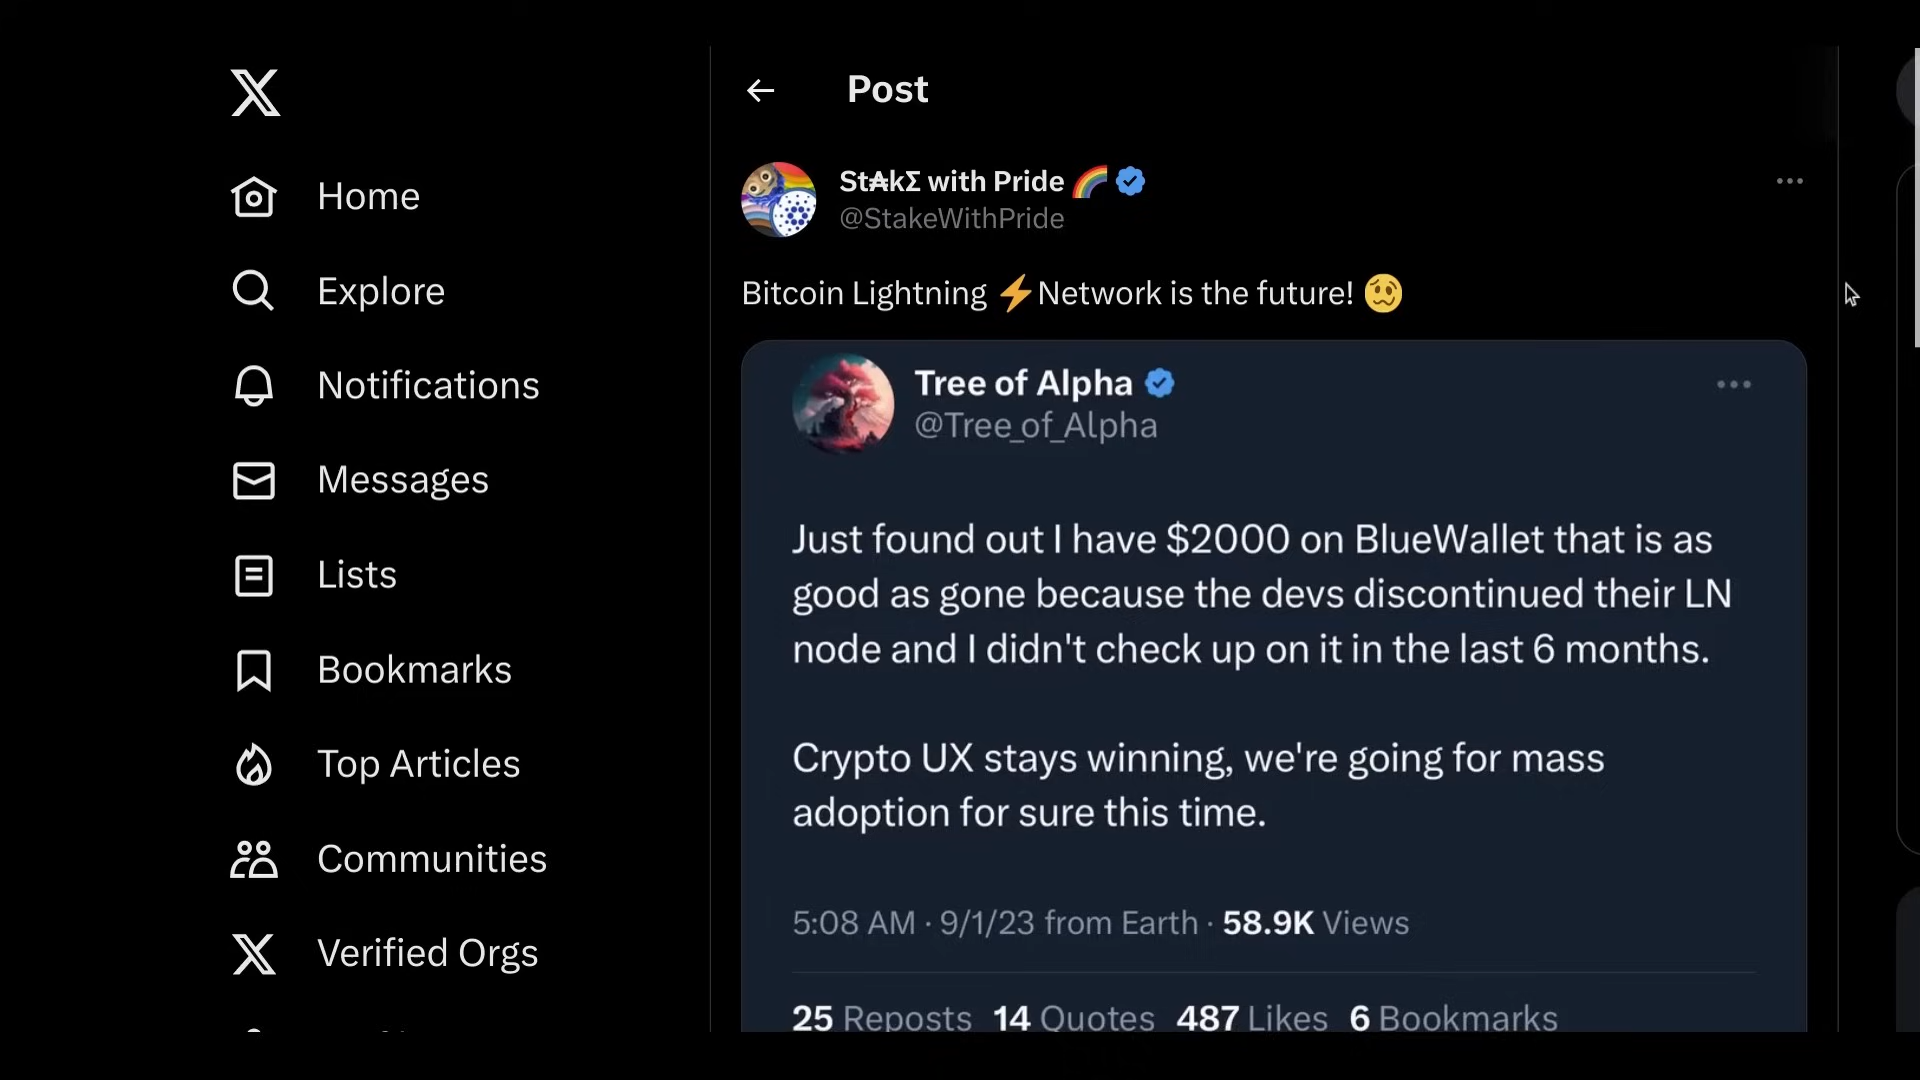 Post
Home
Explore
Notifications
Messages
Lists
Bookmarks
Top Articles
Communities
Verified Orgs
St₳kΣ with Pride 🌈
@StakeWithPride
Bitcoin Lightning ⚡Network is the future! 🥴
Tree of Alpha
@Tree_of_Alpha
Just found out I have $2000 on BlueWallet that is as
good as gone because the devs discontinued their LN
node and I didn't check up on it in the last 6 months.
Crypto UX stays winning, we're going for mass
adoption for sure this time.
5:08 AM · 9/1/23 from Earth · 58.9K Views
25 Reposts 14 Quotes 487 Likes 6 Bookmarks